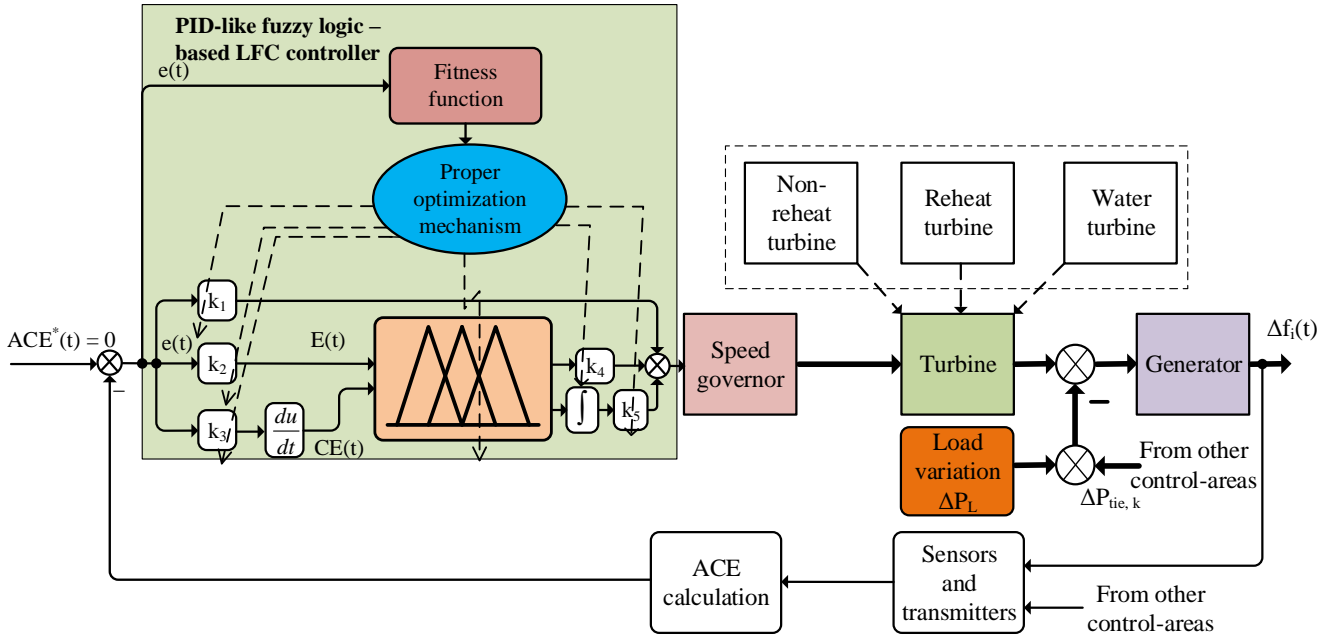 PID-like fuzzy logic –
based LFC controller
e(t)
Fitness
function
Proper
optimization
mechanism
Non-
reheat
turbine
Reheat
turbine
Water
turbine
k1
ACE*(t) = 0
e(t)
k2
E(t)
k3
du
dt
CE(t)
k4
∫
k5
–
Speed
governor
Turbine
Generator
Δfi(t)
–
Load
variation
ΔPL
ΔPtie, k
From other
control-areas
ACE
calculation
Sensors
and
transmitters
From other
control-areas